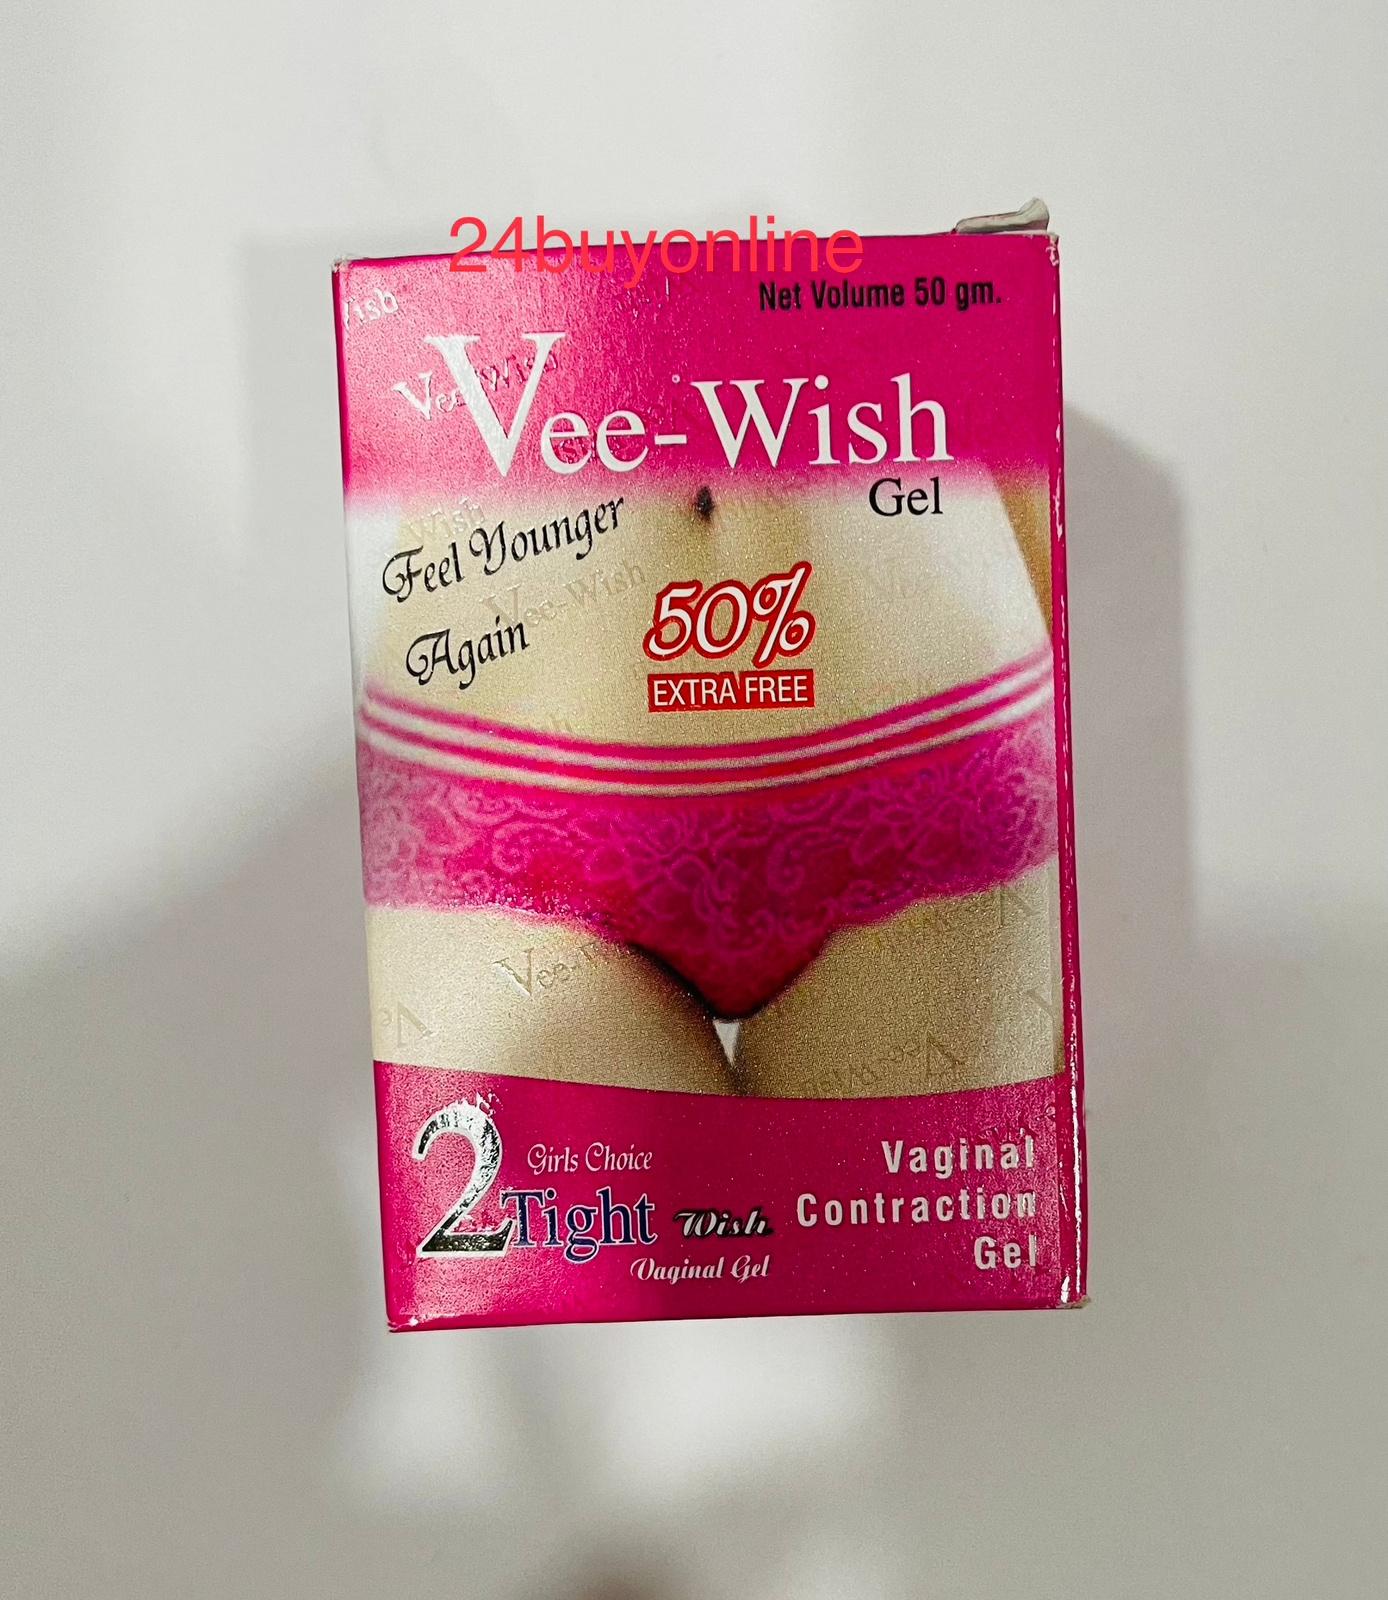 24buyonline
Net Volume 50 gm.
Vee-Wish
Gel
Feel Younger
Again
50%
EXTRA FREE
2 Girls Choice
Tight Wish
Vaginal Gel
Vaginal
Contraction
Gel